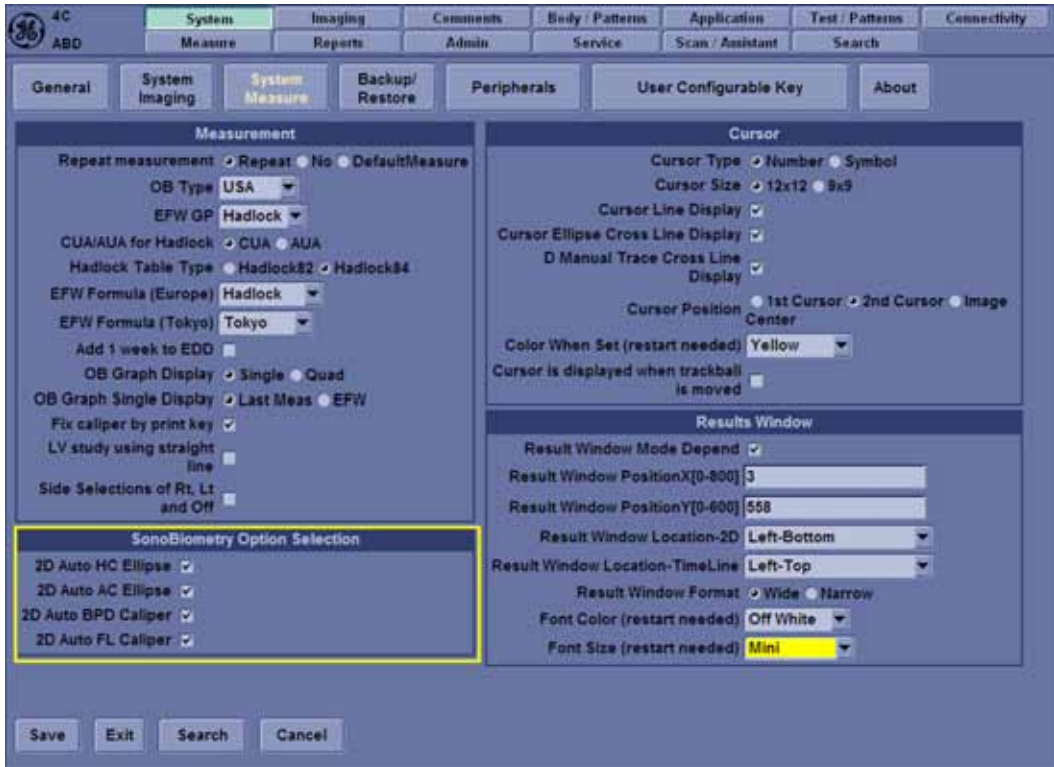 4C
ABD
System Imaging Comments Body / Patterns Application Test / Patterns Connectivity
Measure Reports Admin Service Scan / Assistant Search
General System Imaging System Measure Backup/ Restore Peripherals User Configurable Key About
Measurement
Repeat measurement Repeat No DefaultMeasure
OB Type USA
EFW GP Hadlock
CUA/AUA for Hadlock CUA AUA
Hadlock Table Type Hadlock82 Hadlock84
EFW Formula (Europe) Hadlock
EFW Formula (Tokyo) Tokyo
Add 1 week to EDD
OB Graph Display Single Quad
OB Graph Single Display Last Meas EFW
Fix caliper by print key
LV study using straight
line
Side Selections of Rt, Lt
and Off
SonoBiometry Option Selection
2D Auto HC Ellipse
2D Auto AC Ellipse
2D Auto BPD Caliper
2D Auto FL Caliper
Cursor
Cursor Type Number Symbol
Cursor Size 12x12 9x9
Cursor Line Display
Cursor Ellipse Cross Line Display
D Manual Trace Cross Line
Display
Cursor Position 1st Cursor 2nd Cursor Image
Center
Color When Set (restart needed) Yellow
Cursor is displayed when trackball
is moved
Results Window
Result Window Mode Depend
Result Window PositionX[0-800] 3
Result Window PositionY[0-600] 558
Result Window Location-2D Left-Bottom
Result Window Location-TimeLine Left-Top
Result Window Format Wide Narrow
Font Color (restart needed) Off White
Font Size (restart needed) Mini
Save Exit Search Cancel